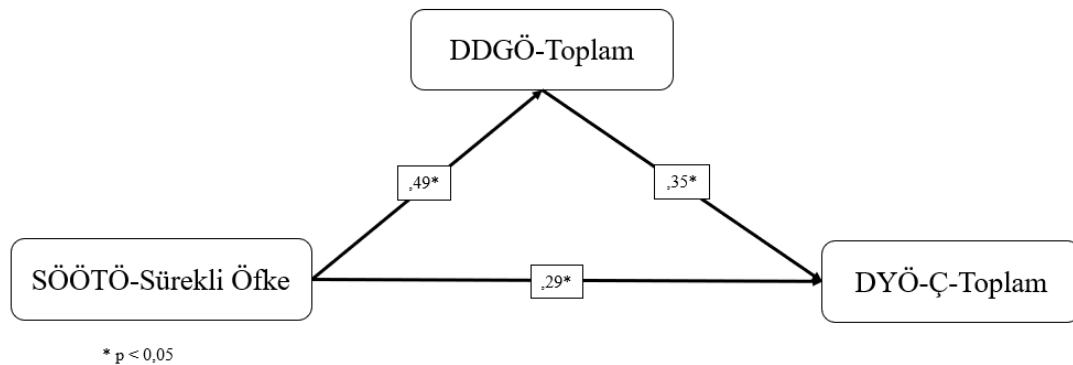 DDGÖ-Toplam
,49*
,35*
SÖÖTÖ-Sürekli Öfke
,29*
DYÖ-Ç-Toplam
* p < 0,05